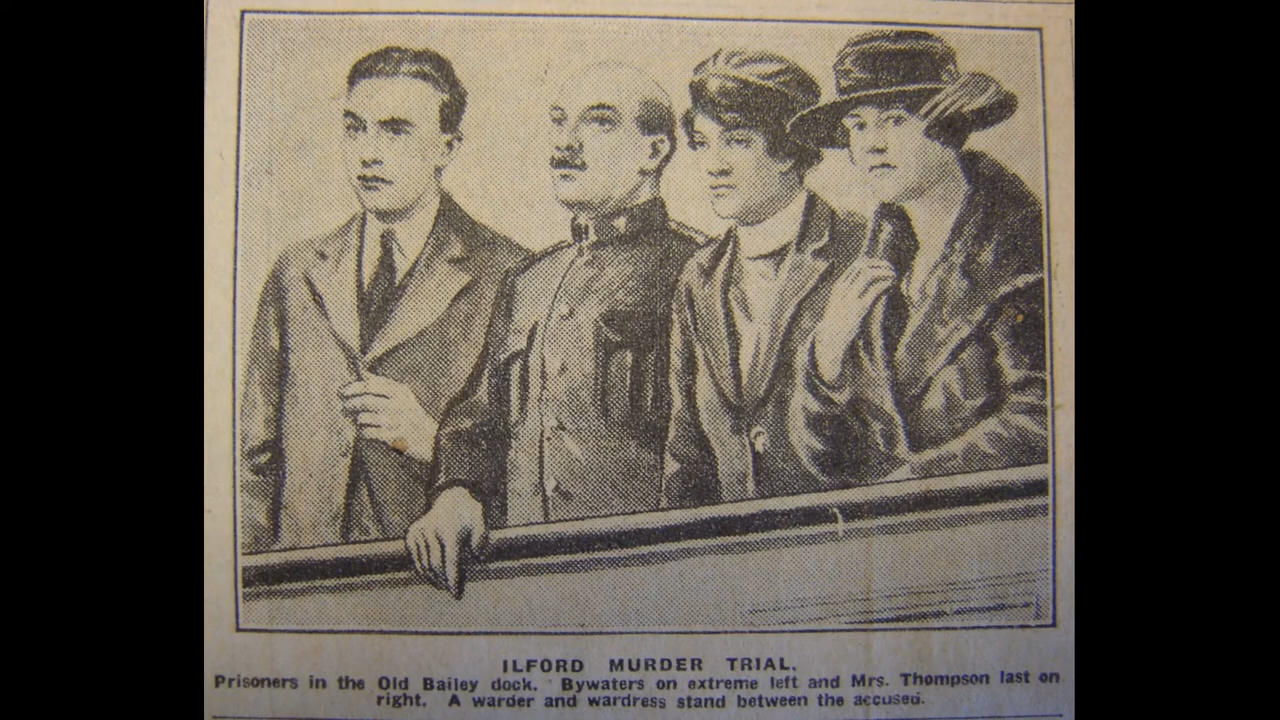 ILFORD MURDER TRIAL.
Prisoners in the Old Bailey dock. Bywaters on extreme left and Mrs. Thompson last on
right. A warder and wardress stand between the accused.